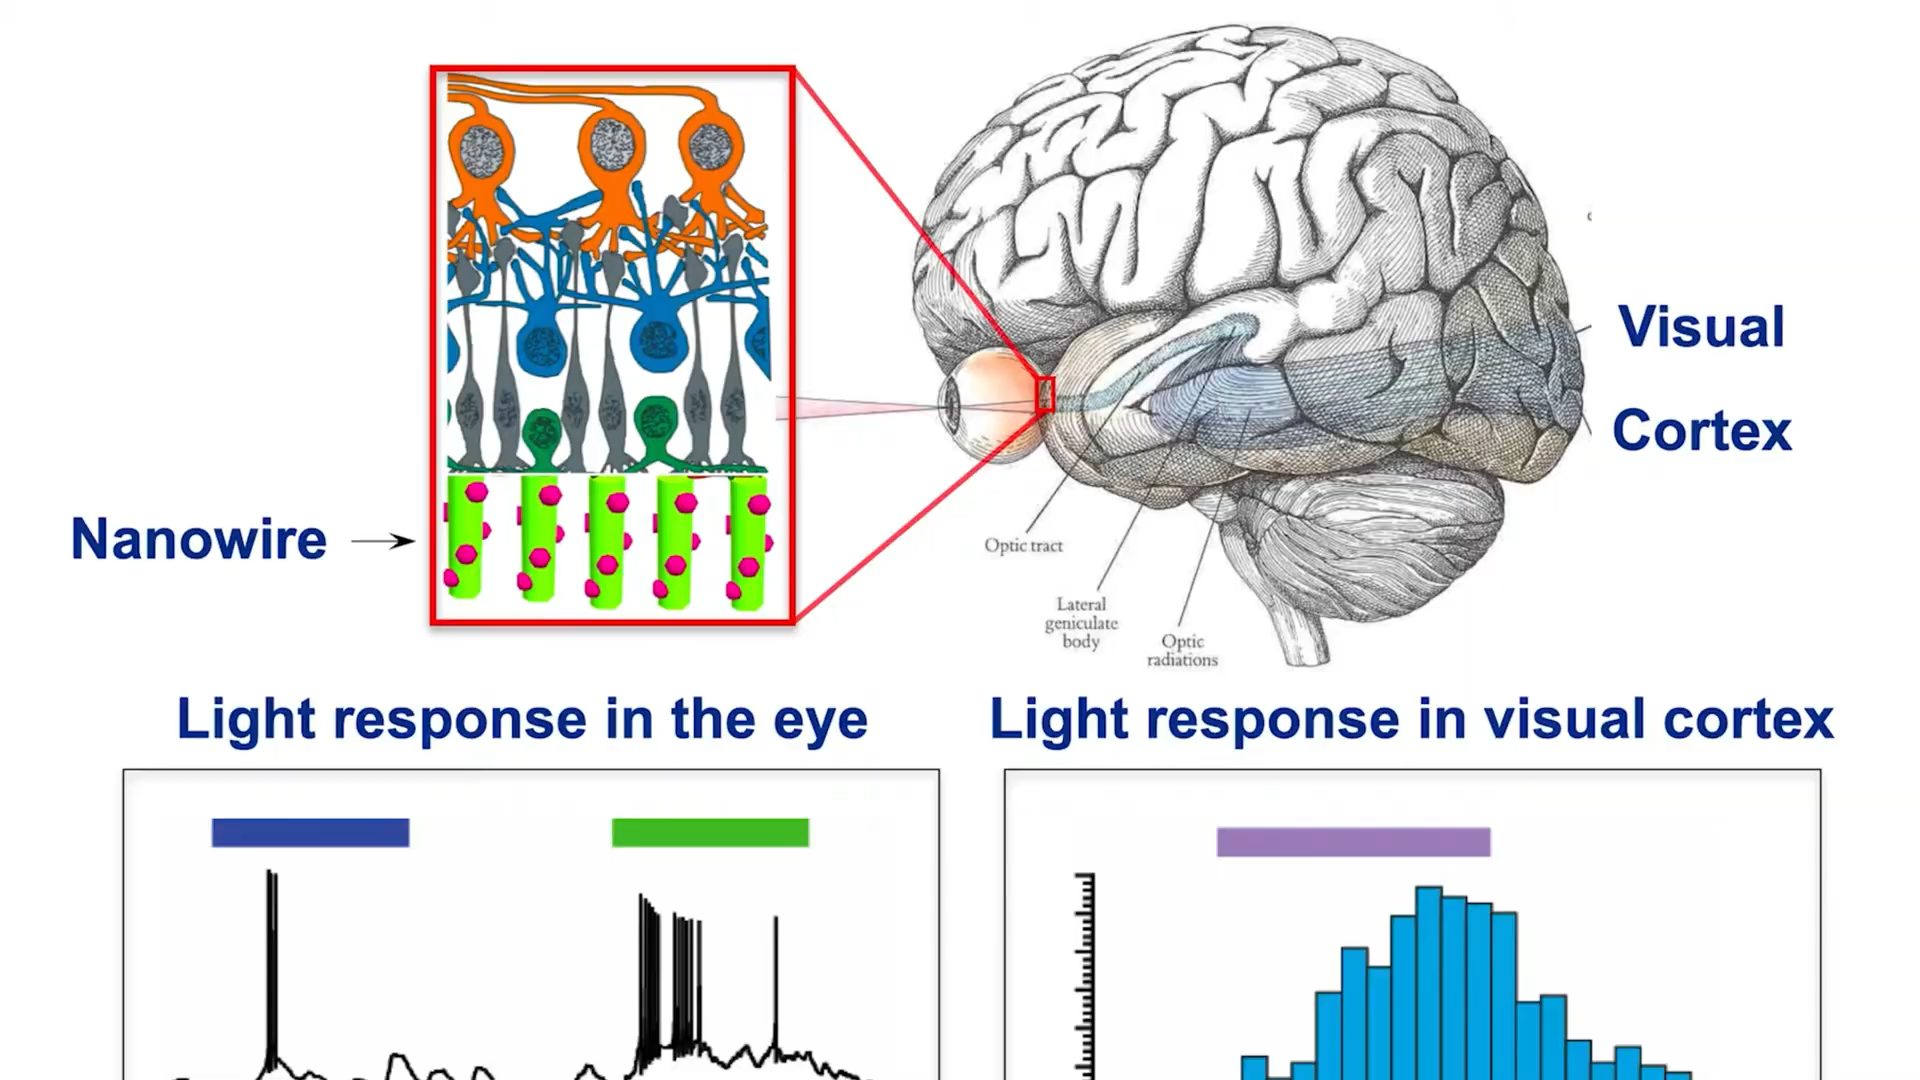 Visual
Cortex
Nanowire
Optic tract
Lateral
geniculate
body
Optic
radiations
Light response in the eye
Light response in visual cortex